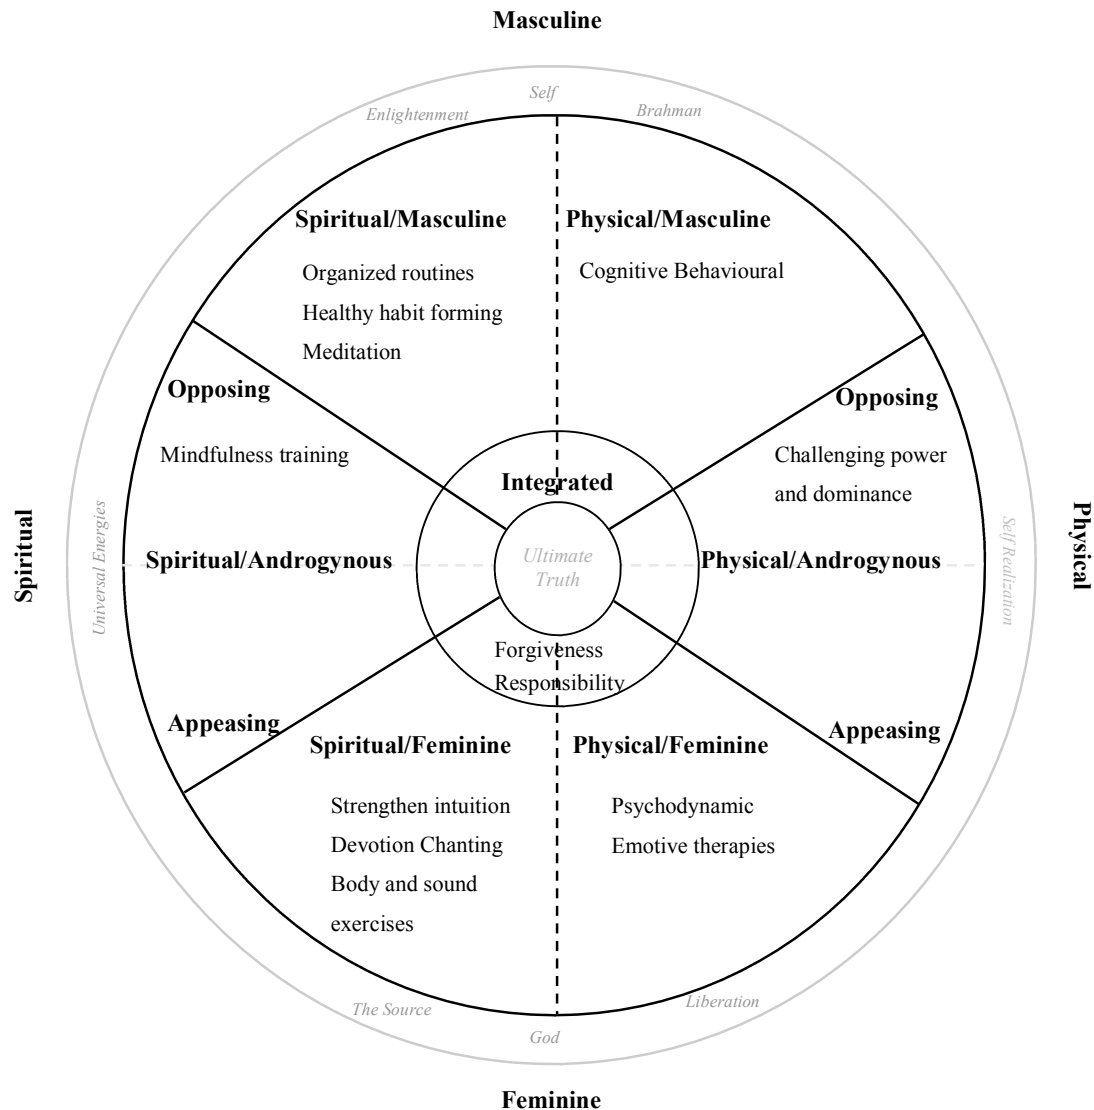 Masculine
Self
Enlightenment
Brahman
Spiritual/Masculine
Physical/Masculine
Organized routines
Healthy habit forming
Meditation
Cognitive Behavioural
Opposing
Mindfulness training
Opposing
Challenging power
and dominance
Integrated
Spiritual
Universal Energies
Spiritual/Androgynous
Ultimate
Truth
Physical/Androgynous
Self Realization
Physical
Forgiveness
Responsibility
Appeasing
Appeasing
Spiritual/Feminine
Physical/Feminine
Strengthen intuition
Devotion Chanting
Body and sound
exercises
Psychodynamic
Emotive therapies
The Source
Liberation
God
Feminine